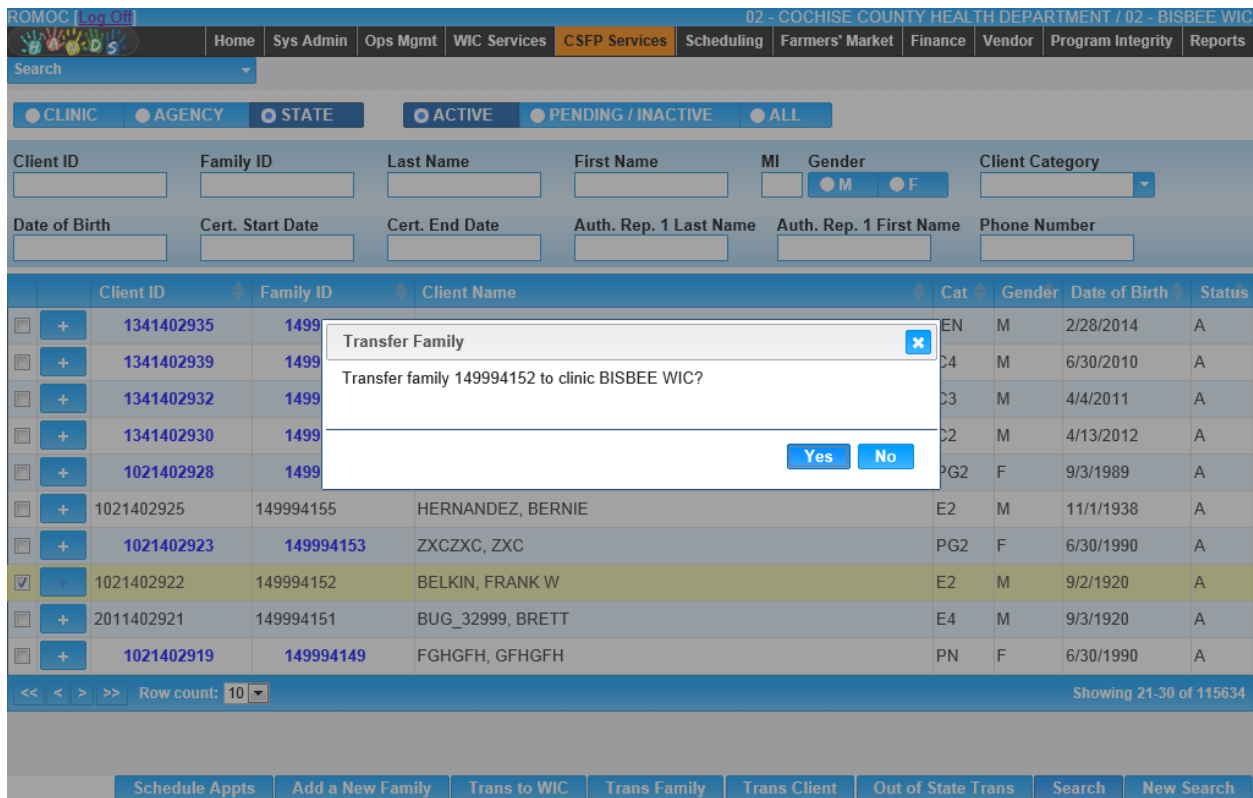 ROMOC [Log Off] 02 - COCHISE COUNTY HEALTH DEPARTMENT / 02 - BISBEE WIC
HANDS Home Sys Admin Ops Mgmt WIC Services CSFP Services Scheduling Farmers' Market Finance Vendor Program Integrity Reports
Search
CLINIC AGENCY STATE ACTIVE PENDING / INACTIVE ALL
Client ID Family ID Last Name First Name MI Gender Client Category
M F
Date of Birth Cert. Start Date Cert. End Date Auth. Rep. 1 Last Name Auth. Rep. 1 First Name Phone Number
Client ID Family ID Client Name Cat Gender Date of Birth Status
+ 1341402935 1499 EN M 2/28/2014 A
Transfer Family x
+ 1341402939 1499 C4 M 6/30/2010 A
Transfer family 149994152 to clinic BISBEE WIC?
+ 1341402932 1499 C3 M 4/4/2011 A
+ 1341402930 1499 C2 M 4/13/2012 A
Yes No
+ 1021402928 1499 PG2 F 9/3/1989 A
+ 1021402925 149994155 HERNANDEZ, BERNIE E2 M 11/1/1938 A
+ 1021402923 149994153 ZXCZXC, ZXC PG2 F 6/30/1990 A
+ 1021402922 149994152 BELKIN, FRANK W E2 M 9/2/1920 A
+ 2011402921 149994151 BUG_32999, BRETT E4 M 9/3/1920 A
+ 1021402919 149994149 FGHGFH, GFHGFH PN F 6/30/1990 A
<< < > >> Row count: 10 Showing 21-30 of 115634
Schedule Appts Add a New Family Trans to WIC Trans Family Trans Client Out of State Trans Search New Search